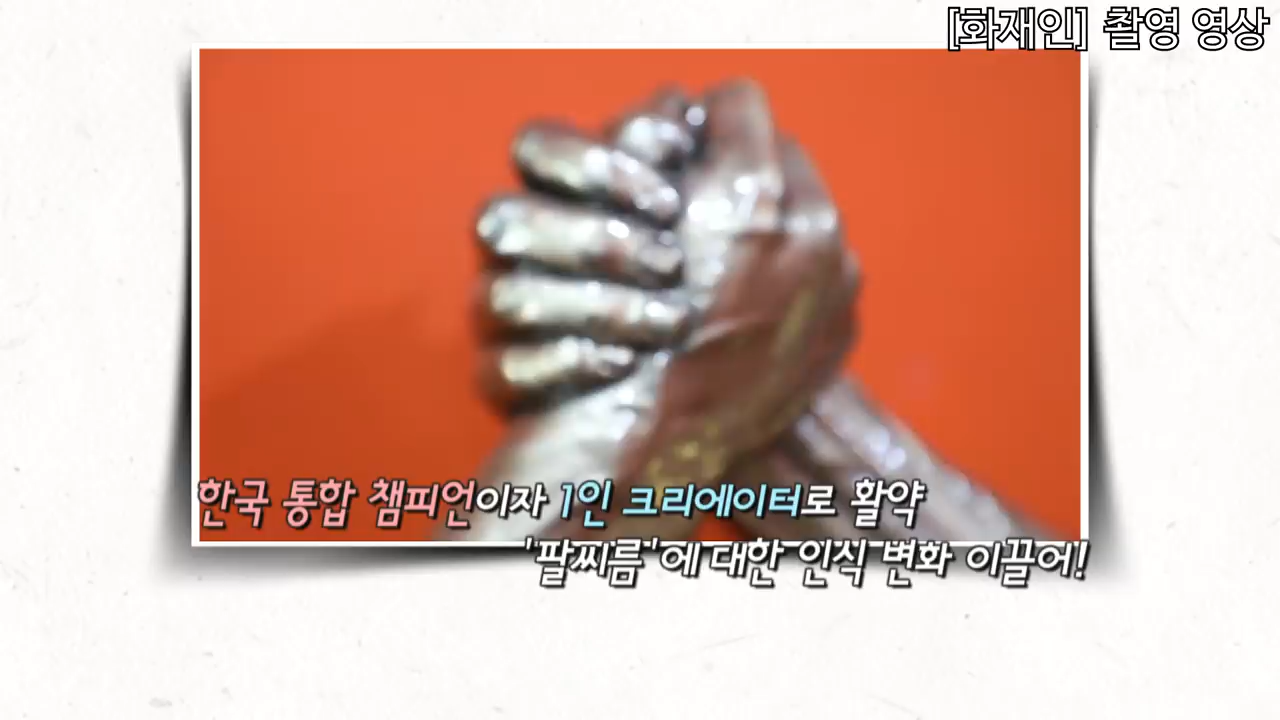 [화재인] 촬영 영상
한국 통합 챔피언이자 1인 크리에이터로 활약
'팔씨름'에 대한 인식 변화 이끌어!